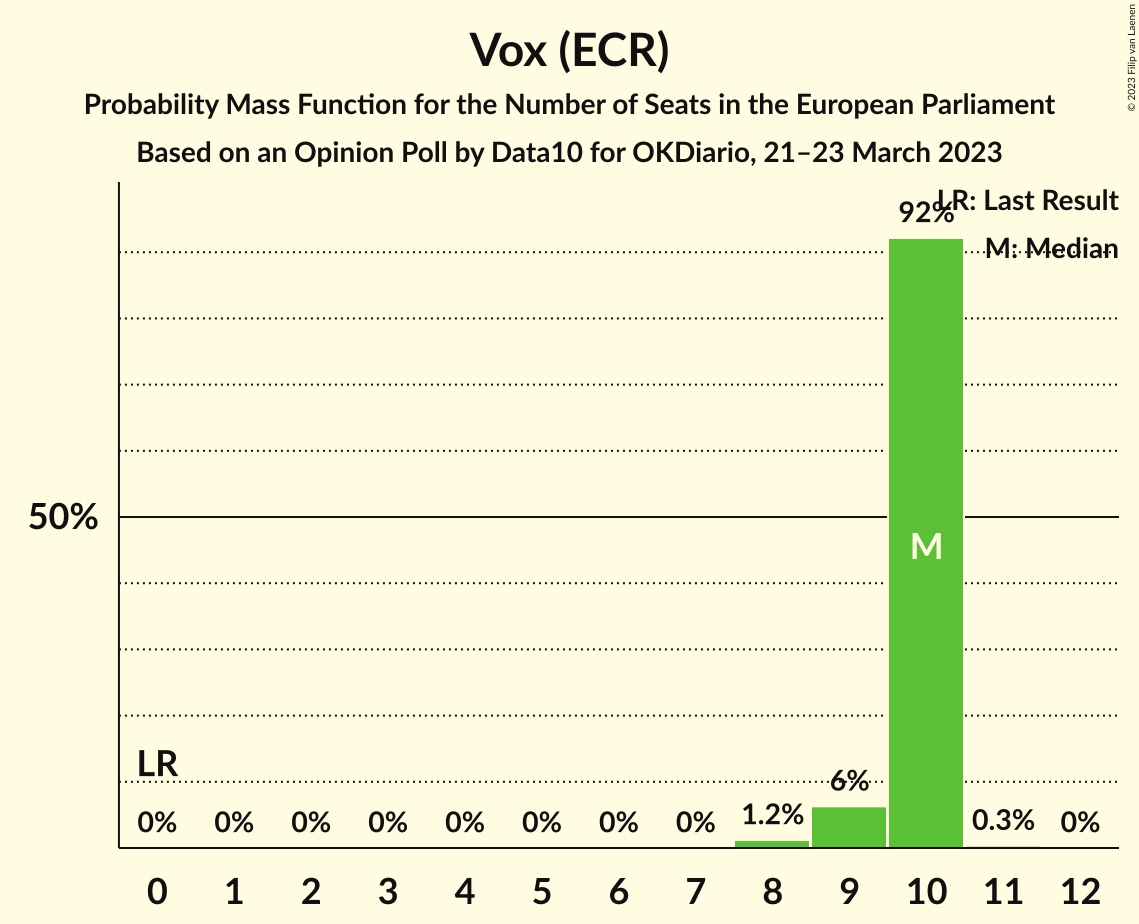 Vox (ECR)
Probability Mass Function for the Number of Seats in the European Parliament
Based on an Opinion Poll by Data10 for OKDiario, 21–23 March 2023
© 2023 Filip van Laenen
LR: Last Result
M: Median
92%
50%
M
LR
0% 0% 0% 0% 0% 0% 0% 0% 1.2% 6% 0.3% 0%
0 1 2 3 4 5 6 7 8 9 10 11 12